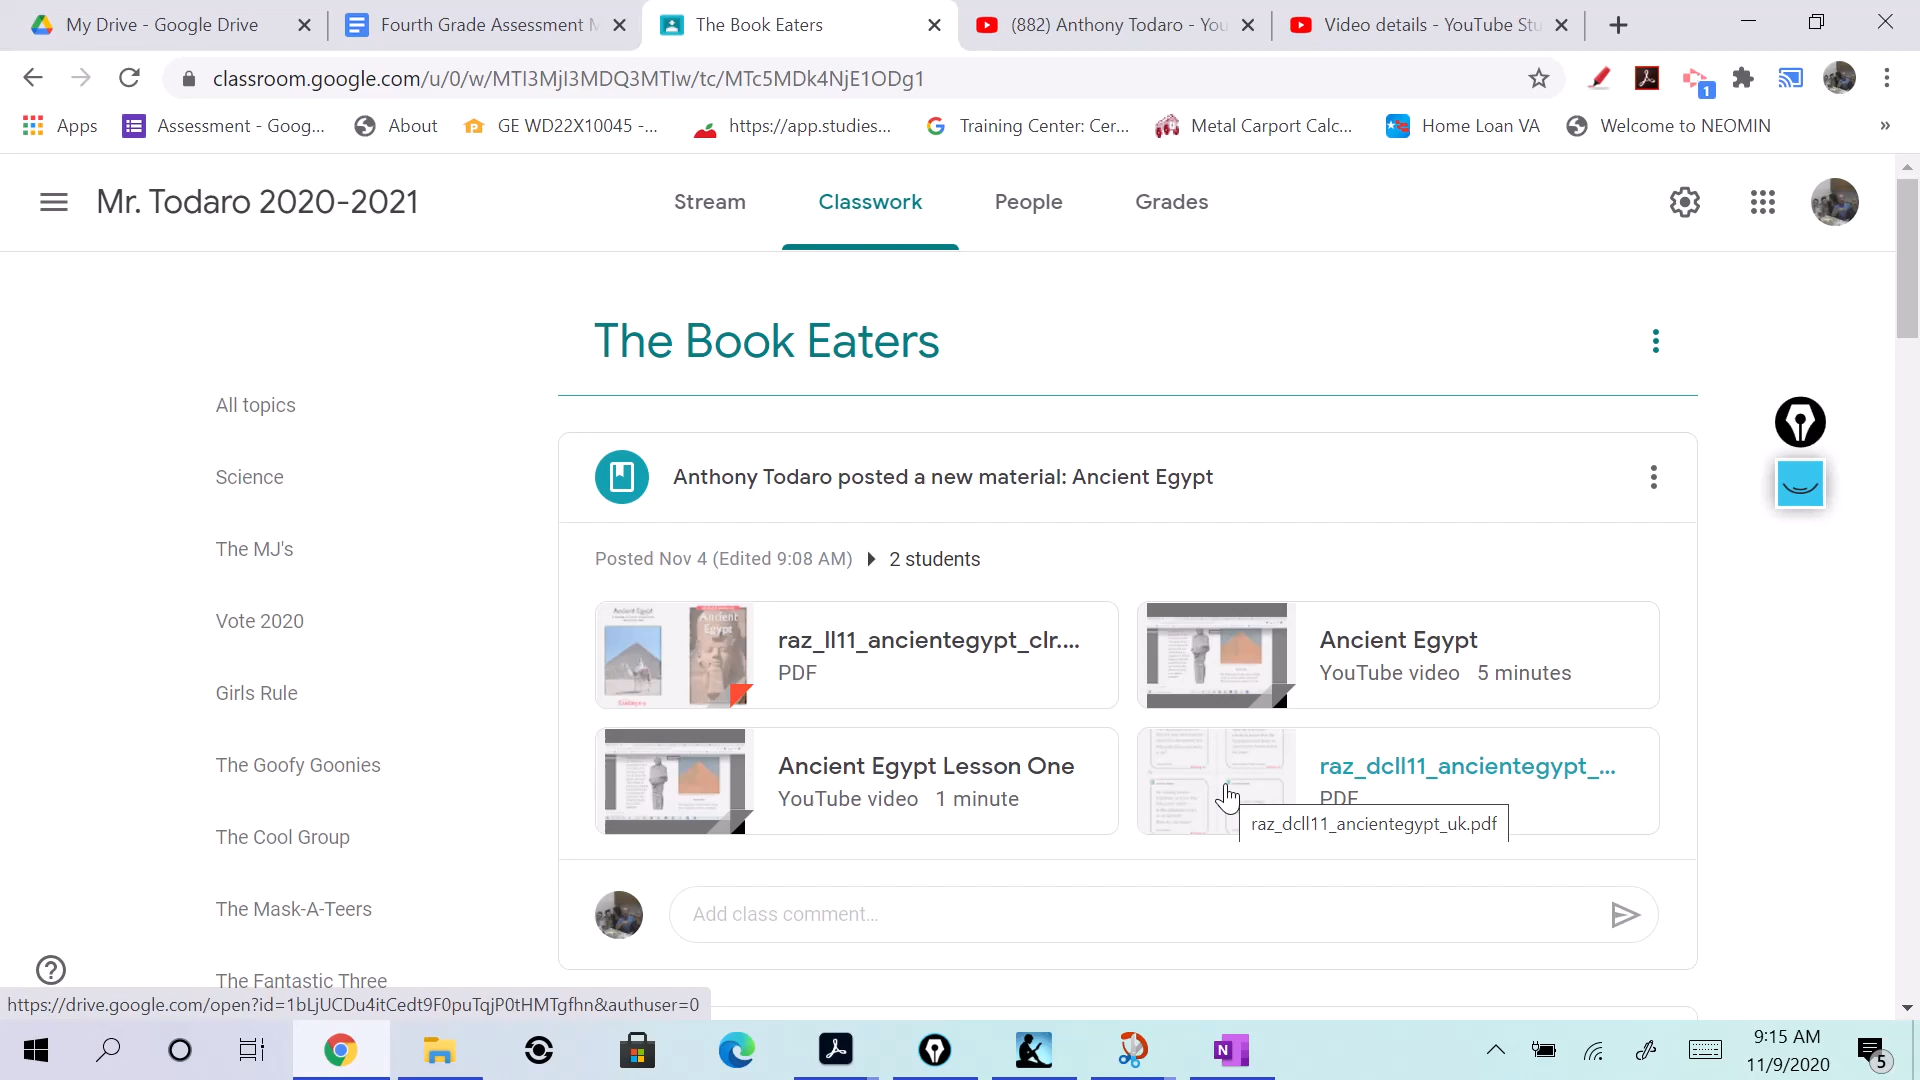 My Drive - Google Drive
Fourth Grade Assessment M
The Book Eaters
(882) Anthony Todaro - You
Video details - YouTube Stu
classroom.google.com/u/0/w/MTI3MjI3MDQ3MTIw/tc/MTc5MDk4NjE1ODg1
1
Apps
Assessment - Goog...
About
GE WD22X10045 -...
https://app.studies...
Training Center: Cer...
Metal Carport Calc...
Home Loan VA
Welcome to NEOMIN
»
Mr. Todaro 2020-2021
Stream
Classwork
People
Grades
The Book Eaters
All topics
Science
The MJ's
Vote 2020
Girls Rule
The Goofy Goonies
The Cool Group
The Mask-A-Teers
The Fantastic Three
Anthony Todaro posted a new material: Ancient Egypt
Posted Nov 4 (Edited 9:08 AM)
2 students
Ancient Egypt
Ancient Egypt
raz_ll11_ancientegypt_clr....
PDF
Ancient Egypt
YouTube video 5 minutes
Ancient Egypt Lesson One
YouTube video 1 minute
raz_dcll11_ancientegypt_...
PDF
raz_dcll11_ancientegypt_uk.pdf
Add class comment...
https://drive.google.com/open?id=1bLjUCDu4itCedt9F0puTqjP0tHMTgfhn&authuser=0
N
9:15 AM
11/9/2020
5